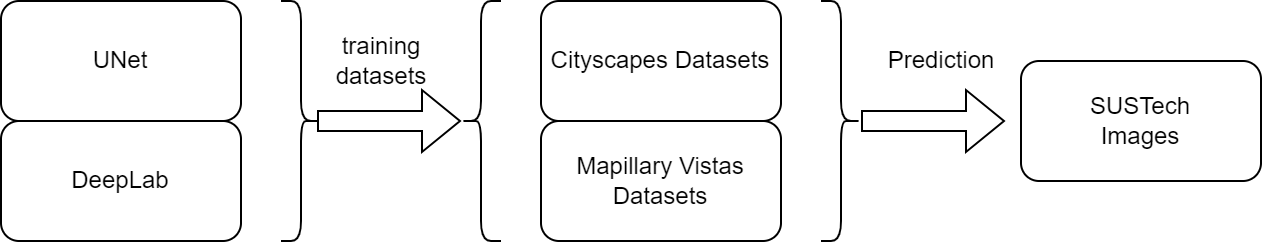 UNet
DeepLab
training
datasets
Cityscapes Datasets
Mapillary Vistas
Datasets
Prediction
SUSTech
Images